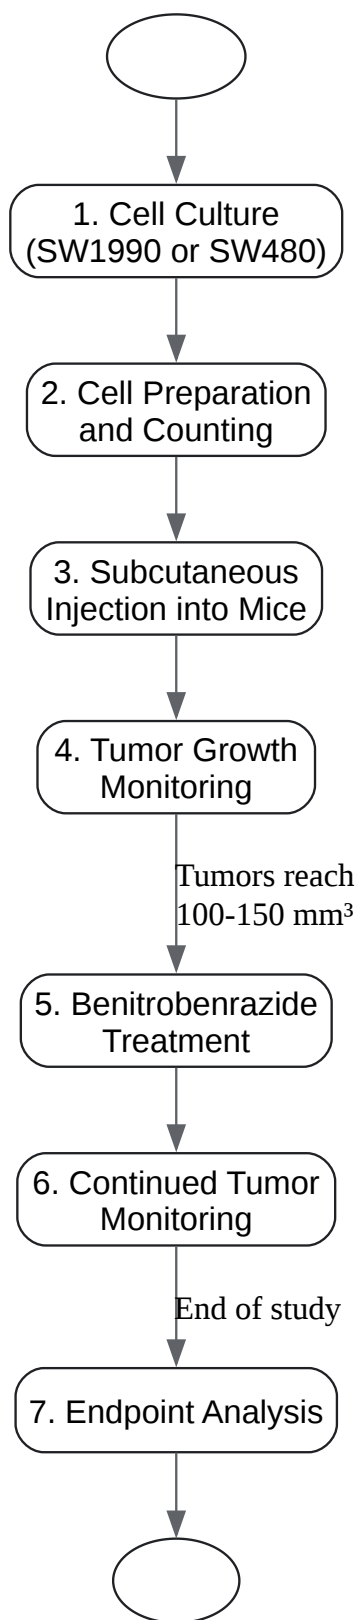 1. Cell Culture
(SW1990 or SW480)
2. Cell Preparation
and Counting
3. Subcutaneous
Injection into Mice
4. Tumor Growth
Monitoring
Tumors reach
100-150 mm³
5. Benitrobenrazide
Treatment
6. Continued Tumor
Monitoring
End of study
7. Endpoint Analysis